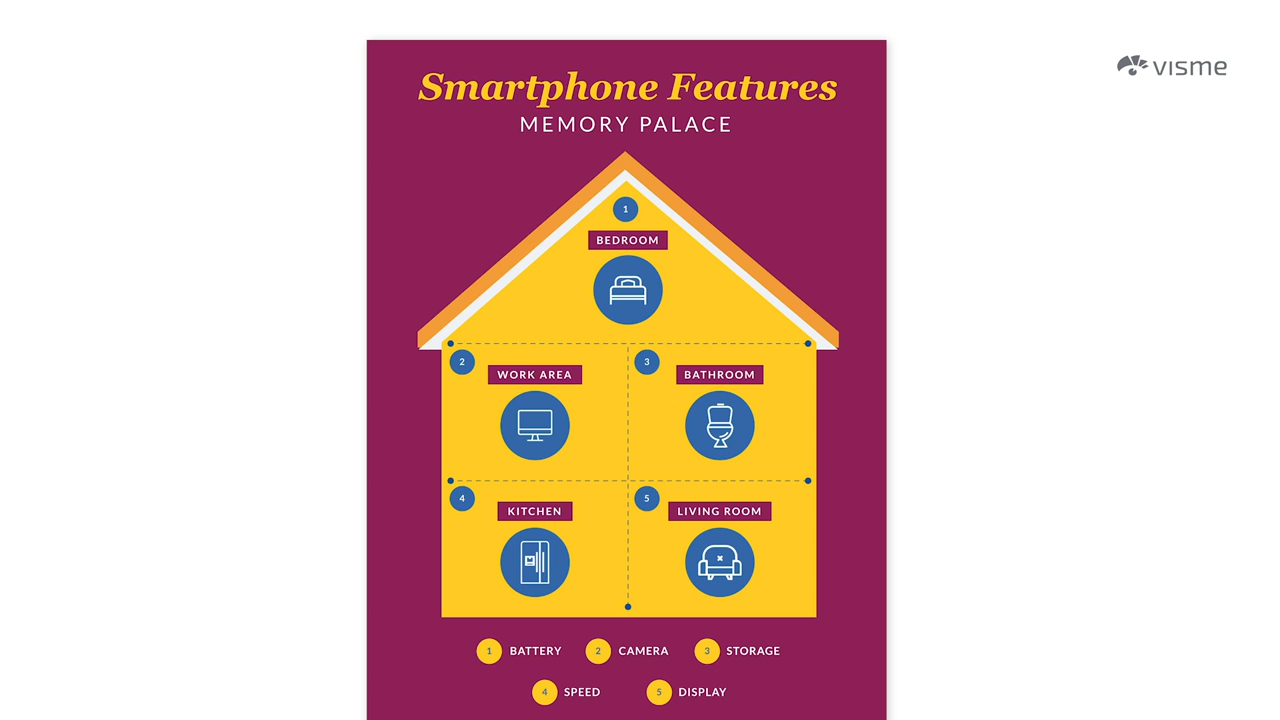 visme
Smartphone Features
MEMORY PALACE
1
BEDROOM
2
WORK AREA
3
BATHROOM
4
KITCHEN
5
LIVING ROOM
1 BATTERY 2 CAMERA 3 STORAGE
4 SPEED 5 DISPLAY